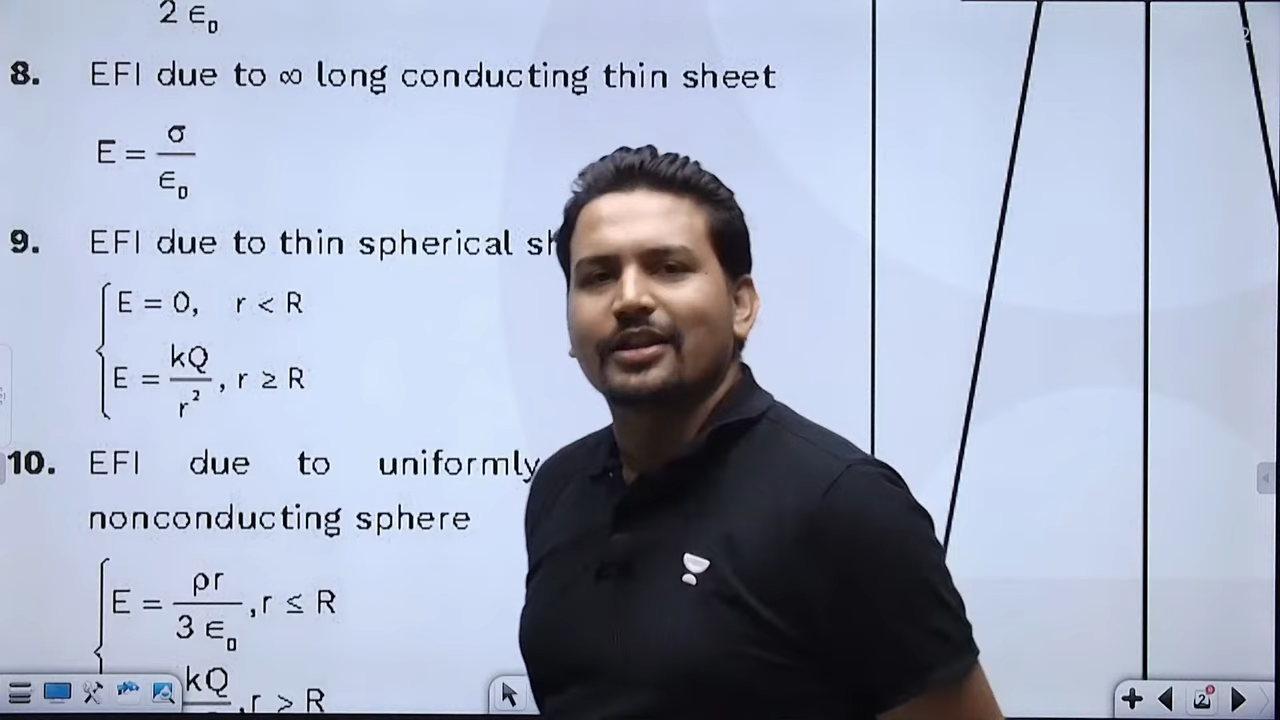 2 ∈₀
8. EFI due to ∞ long conducting thin sheet
E = σ/∈₀
9. EFI due to thin spherical
E = 0, r < R
E = kQ/r², r ≥ R
10. EFI due to uniformly
nonconducting sphere
E = ρr/3 ∈₀, r ≤ R
kQ
,r > R
2